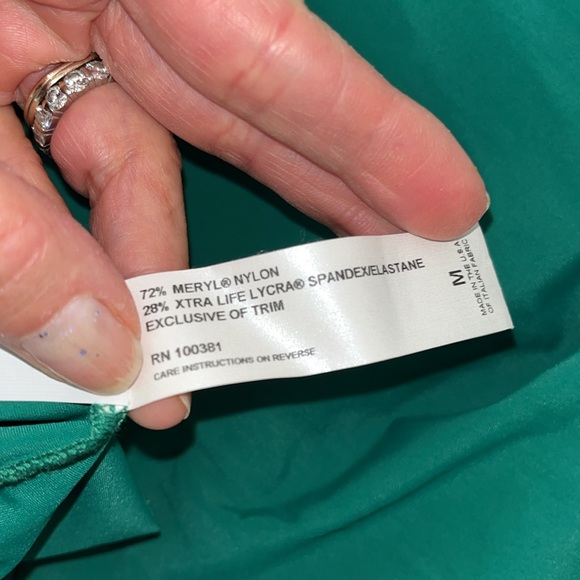 72% MERYL® NYLON
28% XTRA LIFE LYCRA® SPANDEX/ELASTANE
EXCLUSIVE OF TRIM
RN 100381
CARE INSTRUCTIONS ON REVERSE
M
MADE IN THE U.S.A.
OF ITALIAN FABRIC